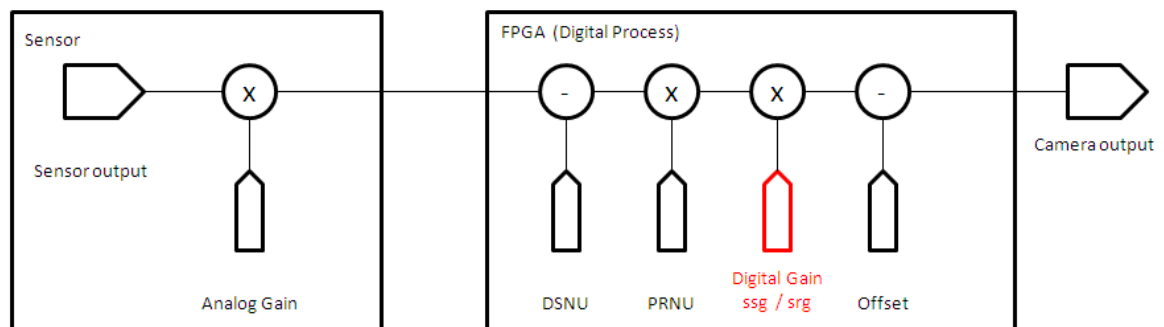 Sensor
FPGA (Digital Process)
X
-
X
X
-
Sensor output
Camera output
Analog Gain
DSNU
PRNU
Digital Gain
ssg / srg
Offset